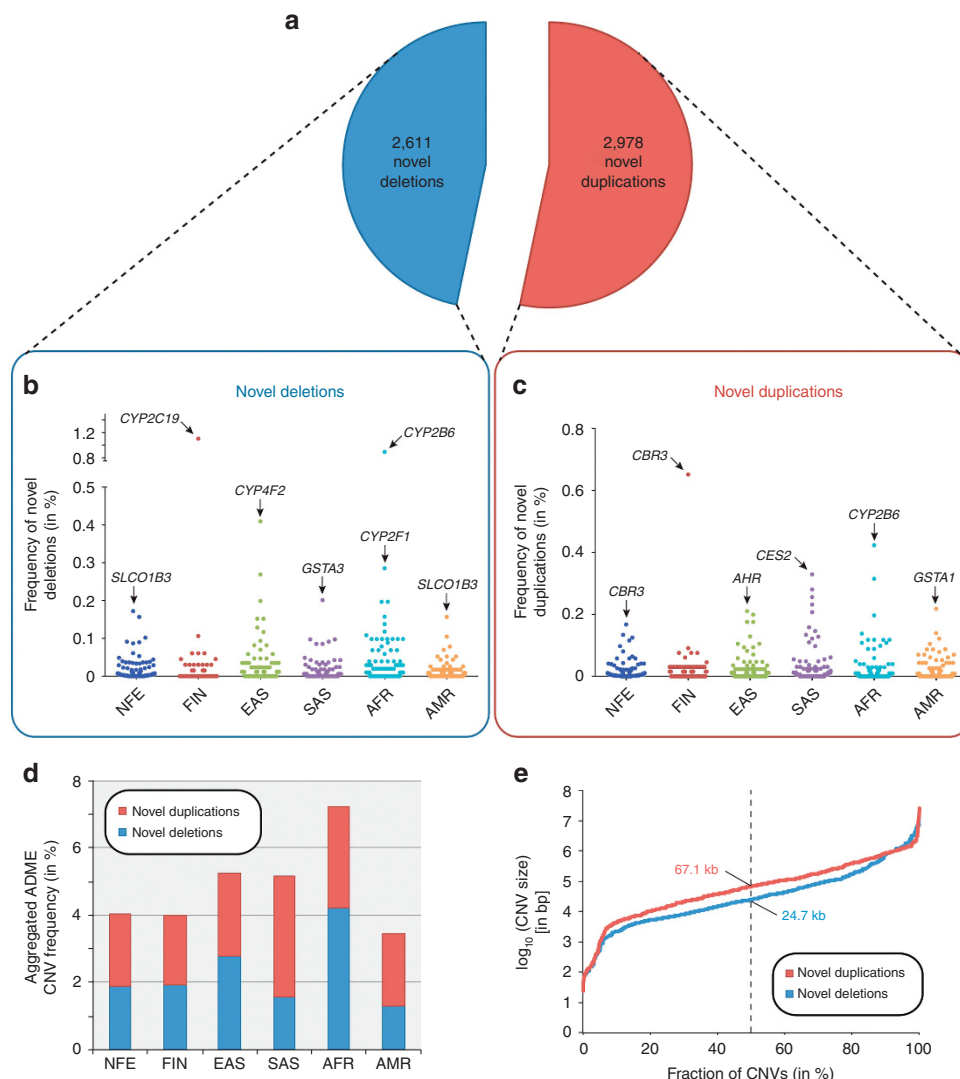 a
2,611
novel
deletions
2,978
novel
duplications
b
Novel deletions
CYP2C19
CYP2B6
CYP4F2
CYP2F1
GSTA3
SLCO1B3
SLCO1B3
Frequency of novel
deletions (in %)
1.2
0.8
0.5
0.4
0.3
0.2
0.1
0
NFE
FIN
EAS
SAS
AFR
AMR
c
Novel duplications
CBR3
CYP2B6
CES2
AHR
GSTA1
CBR3
Frequency of novel
duplications (in %)
0.8
0.6
0.4
0.2
0
NFE
FIN
EAS
SAS
AFR
AMR
d
Novel duplications
Novel deletions
Aggregated ADME
CNV frequency (in %)
8
6
4
2
0
NFE
FIN
EAS
SAS
AFR
AMR
e
67.1 kb
24.7 kb
Novel duplications
Novel deletions
log10 (CNV size)
[in bp]
8
7
6
5
4
3
2
1
0
0
20
40
60
80
100
Fraction of CNVs (in %)